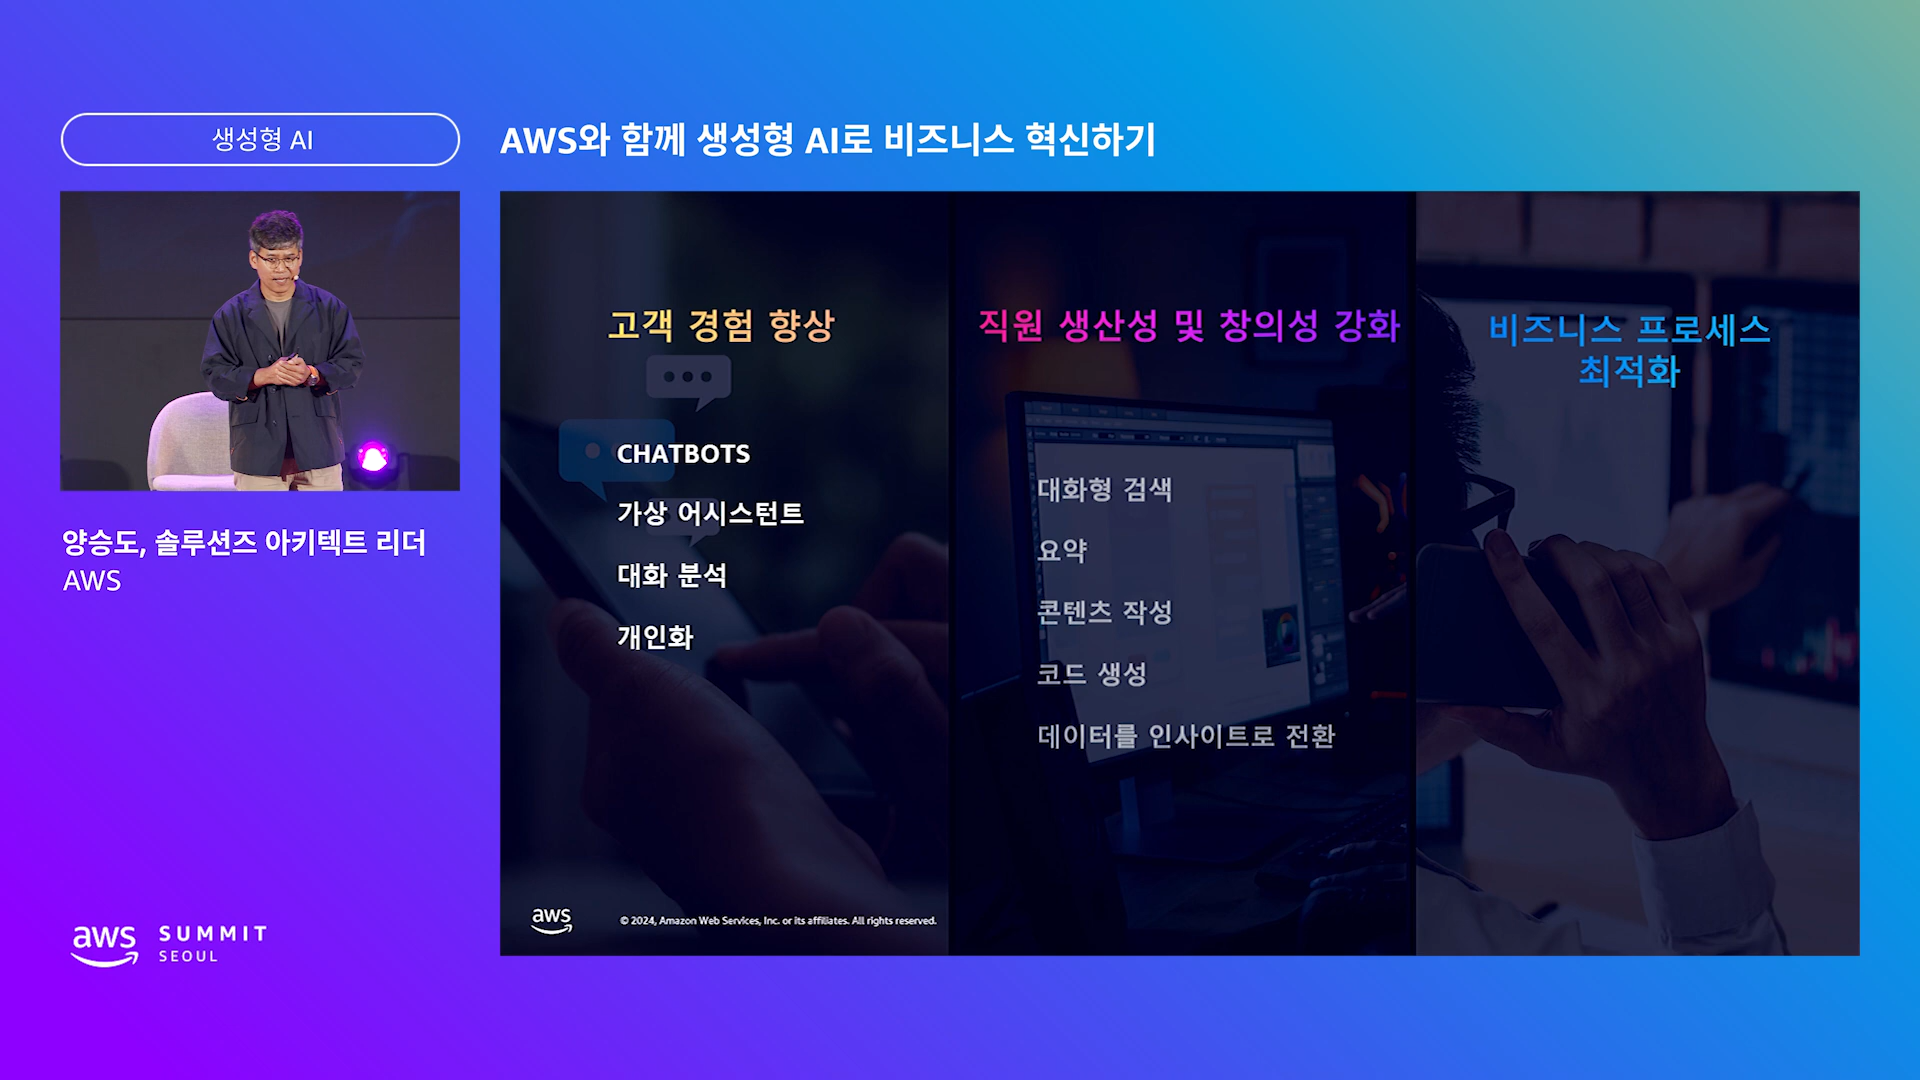 생성형 AI
AWS와 함께 생성형 AI로 비즈니스 혁신하기
양승도, 솔루션즈 아키텍트 리더
AWS
고객 경험 향상
CHATBOTS
가상 어시스턴트
대화 분석
개인화
직원 생산성 및 창의성 강화
대화형 검색
요약
콘텐츠 작성
코드 생성
데이터를 인사이트로 전환
비즈니스 프로세스
최적화
aws
© 2024, Amazon Web Services, Inc. or its affiliates. All rights reserved.
aws SUMMIT
SEOUL